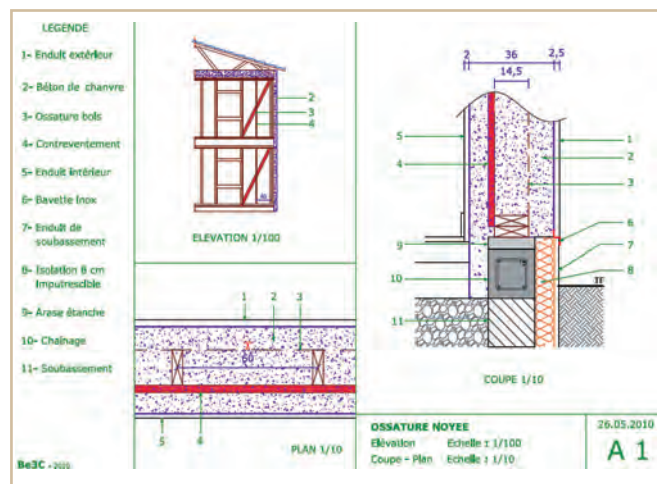 LEGENDE
1- Enduit extérieur
2- Béton de chanvre
3- Ossature bois
4- Contreventement
5- Enduit intérieur
6- Bavette Inox
7- Enduit de
soubassement
8- Isolation 8 cm
Imputrescible
9- Arase étanche
10- Chaînage
11- Soubassement
Be3C - 2010
2
3
4
ELEVATION 1/100
1
2
3
60
5
4
PLAN 1/10
2
36
2,5
14,5
5
4
9
10
11
1
2
3
6
7
8
COUPE 1/10
OSSATURE NOYEE
Elévation Echelle : 1/100
Coupe - Plan Echelle : 1/10
26.05.2010
A 1